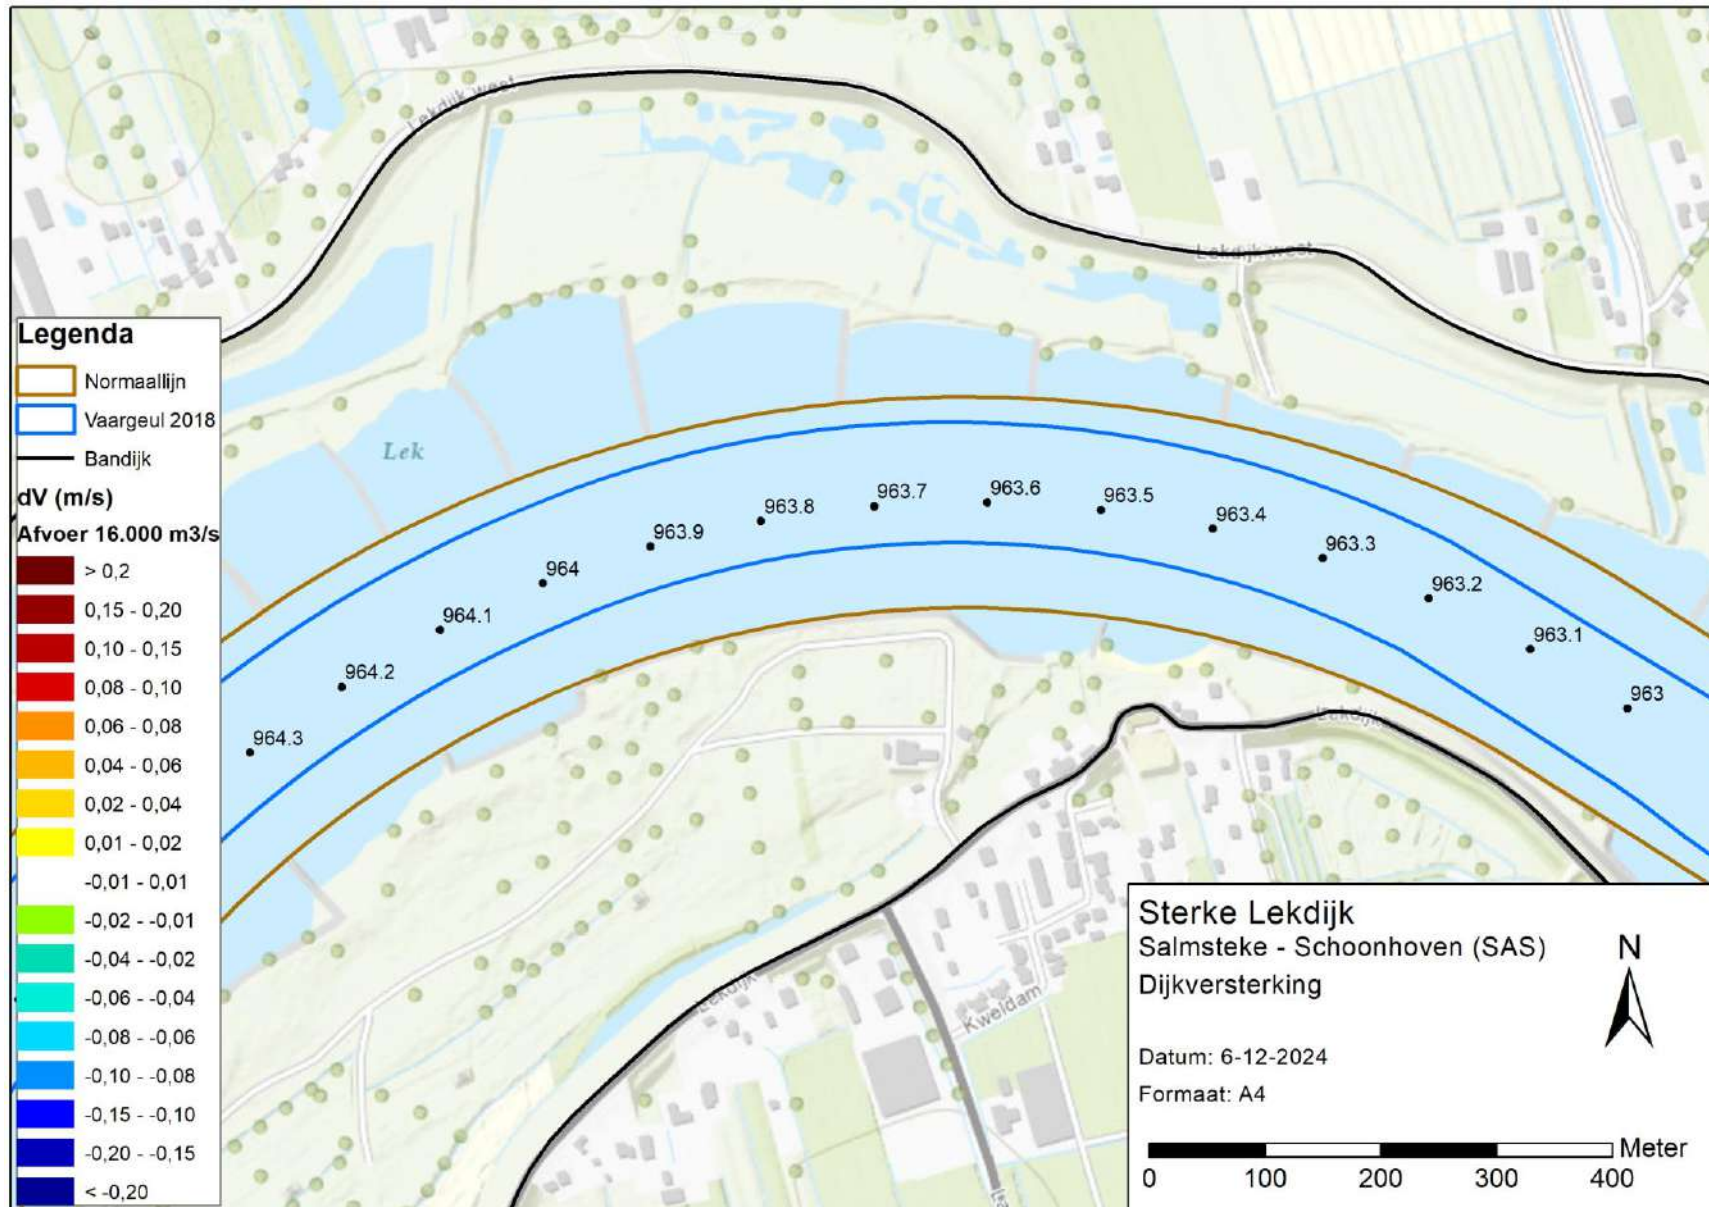 Lekdijk west
Lekdijk west
Legenda
Normaallijn
Vaargeul 2018
Bandijk
dV (m/s)
Afvoer 16.000 m3/s
> 0,2
0,15 - 0,20
0,10 - 0,15
0,08 - 0,10
0,06 - 0,08
0,04 - 0,06
0,02 - 0,04
0,01 - 0,02
-0,01 - 0,01
-0,02 - -0,01
-0,04 - -0,02
-0,06 - -0,04
-0,08 - -0,06
-0,10 - -0,08
-0,15 - -0,10
-0,20 - -0,15
< -0,20
Lek
964.3
964.2
964.1
964
963.9
963.8
963.7
963.6
963.5
963.4
963.3
963.2
963.1
963
Lekdijk
Lekdijk
Kweldam
Sterke Lekdijk
Salmsteke - Schoonhoven (SAS)
Dijkversterking
N
Datum: 6-12-2024
Formaat: A4
Meter
0 100 200 300 400